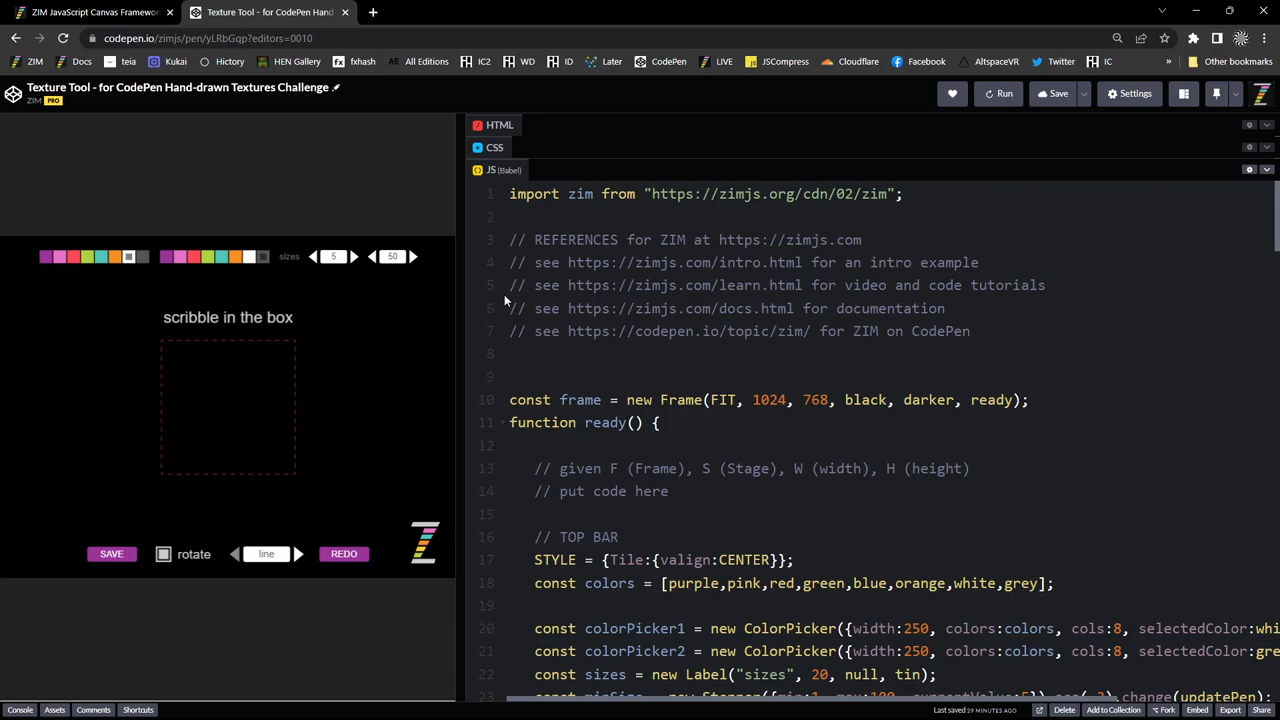 ZIM JavaScript Canvas Framewor
Texture Tool - for CodePen Hand
codepen.io/zimjs/pen/yLRbGqp?editors=0010
ZIM Docs teia Kukai Hictory HEN Gallery fxhash All Editions IC2 WD ID Later CodePen LIVE JSCompress Cloudflare Facebook AltspaceVR Twitter IC » Other bookmarks
Texture Tool - for CodePen Hand-drawn Textures Challenge
ZIM PRO
Run Save Settings
HTML
CSS
JS (Babel)
sizes 5 50
scribble in the box
SAVE rotate line REDO
1 import zim from "https://zimjs.org/cdn/02/zim";
2
3 // REFERENCES for ZIM at https://zimjs.com
4 // see https://zimjs.com/intro.html for an intro example
5 // see https://zimjs.com/learn.html for video and code tutorials
6 // see https://zimjs.com/docs.html for documentation
7 // see https://codepen.io/topic/zim/ for ZIM on CodePen
8
9
10 const frame = new Frame(FIT, 1024, 768, black, darker, ready);
11 function ready() {
12
13 // given F (Frame), S (Stage), W (width), H (height)
14 // put code here
15
16 // TOP BAR
17 STYLE = {Tile:{valign:CENTER}};
18 const colors = [purple,pink,red,green,blue,orange,white,grey];
19
20 const colorPicker1 = new ColorPicker({width:250, colors:colors, cols:8, selectedColor:whi
21 const colorPicker2 = new ColorPicker({width:250, colors:colors, cols:8, selectedColor:gre
22 const sizes = new Label("sizes", 20, null, tin);
Console Assets Comments Shortcuts
Last saved 29 MINUTES AGO Delete Add to Collection Fork Embed Export Share